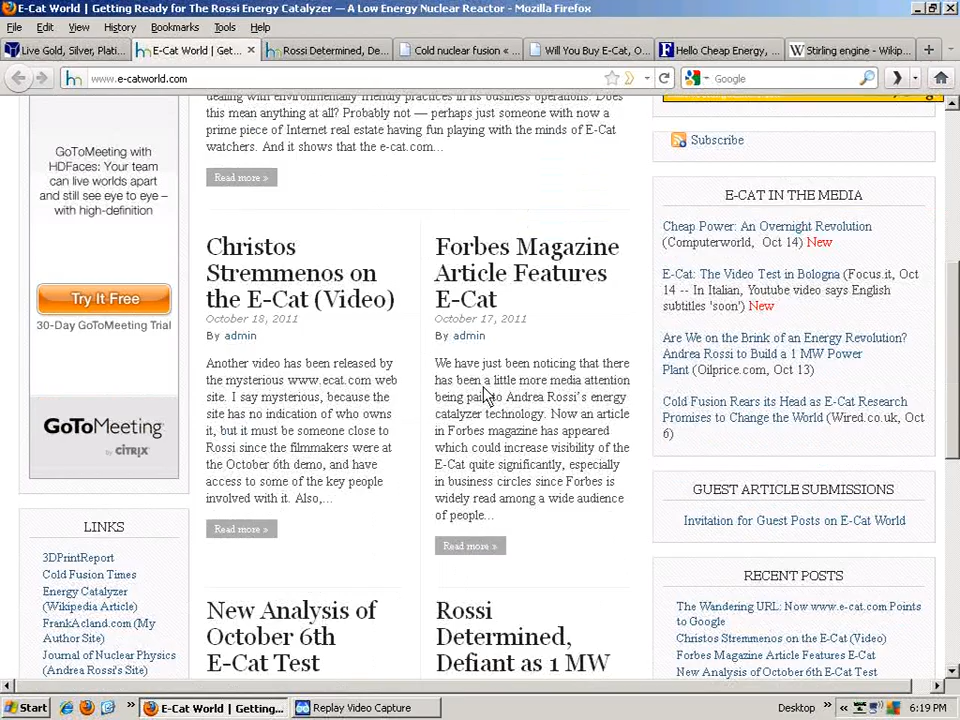 E-Cat World | Getting Ready for The Rossi Energy Catalyzer — A Low Energy Nuclear Reactor - Mozilla Firefox
File Edit View History Bookmarks Tools Help
Live Gold, Silver, Plati...
E-Cat World | Get...
Rossi Determined, De...
Cold nuclear fusion «...
Will You Buy E-Cat, O...
Hello Cheap Energy, ...
Stirling engine - Wikip...
www.e-catworld.com
Google
GoToMeeting with
HDFaces: Your team
can live worlds apart
and still see eye to eye –
with high-definition
Try It Free
30-Day GoToMeeting Trial
GoToMeeting
by CITRIX
LINKS
3DPrintReport
Cold Fusion Times
Energy Catalyzer
(Wikipedia Article)
FrankAcland.com (My
Author Site)
Journal of Nuclear Physics
(Andrea Rossi's Site)
dealing with environmentally friendly practices in its business operations. Does
this mean anything at all? Probably not — perhaps just someone with now a
prime piece of Internet real estate having fun playing with the minds of E-Cat
watchers. And it shows that the e-cat.com...
Read more »
Christos
Stremmenos on
the E-Cat (Video)
October 18, 2011
By admin
Another video has been released by
the mysterious www.ecat.com web
site. I say mysterious, because the
site has no indication of who owns
it, but it must be someone close to
Rossi since the filmmakers were at
the October 6th demo, and have
access to some of the key people
involved with it. Also,...
Read more »
Forbes Magazine
Article Features
E-Cat
October 17, 2011
By admin
We have just been noticing that there
has been a little more media attention
being paid to Andrea Rossi's energy
catalyzer technology. Now an article
in Forbes magazine has appeared
which could increase visibility of the
E-Cat quite significantly, especially
in business circles since Forbes is
widely read among a wide audience
of people...
Read more »
New Analysis of
October 6th
E-Cat Test
Rossi
Determined,
Defiant as 1 MW
Subscribe
E-CAT IN THE MEDIA
Cheap Power: An Overnight Revolution
(Computerworld, Oct 14) New
E-Cat: The Video Test in Bologna (Focus.it, Oct
14 -- In Italian, Youtube video says English
subtitles 'soon') New
Are We on the Brink of an Energy Revolution?
Andrea Rossi to Build a 1 MW Power
Plant (Oilprice.com, Oct 13)
Cold Fusion Rears its Head as E-Cat Research
Promises to Change the World (Wired.co.uk, Oct
6)
GUEST ARTICLE SUBMISSIONS
Invitation for Guest Posts on E-Cat World
RECENT POSTS
The Wandering URL: Now www.e-cat.com Points
to Google
Christos Stremmenos on the E-Cat (Video)
Forbes Magazine Article Features E-Cat
New Analysis of October 6th E-Cat Test
Start
E-Cat World | Getting...
Replay Video Capture
Desktop
6:19 PM